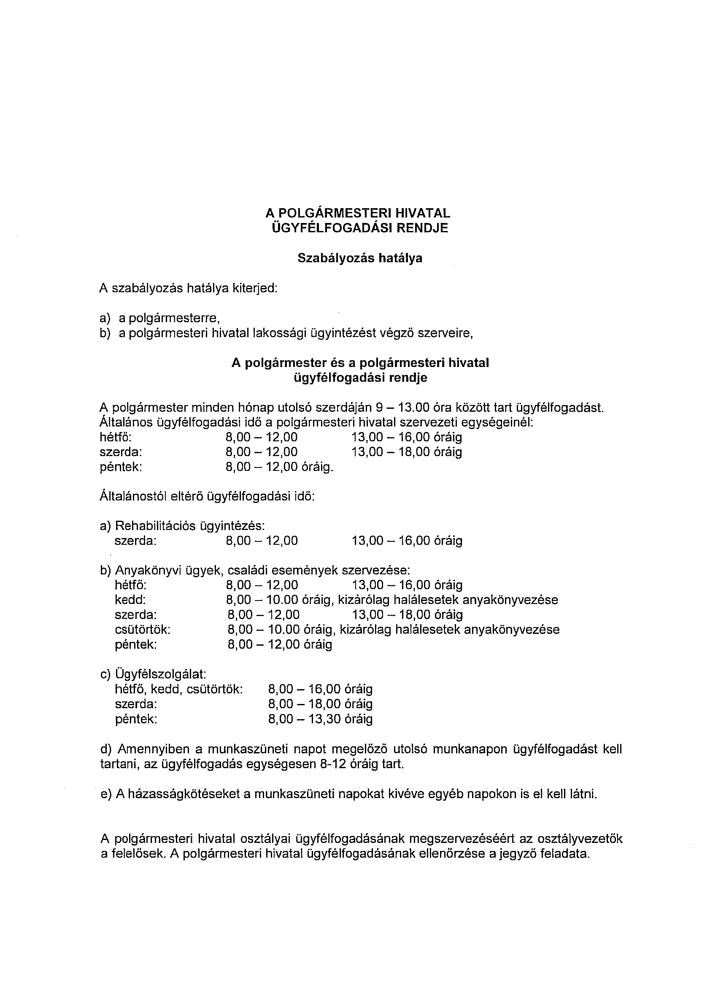 A POLGÁRMESTERI HIVATAL
ÜGYFÉLFOGADÁSI RENDJE
Szabályozás hatálya
A szabályozás hatálya kiterjed:
a) a polgármesterre,
b) a polgármesteri hivatal lakossági ügyintézést végző szerveire,
A polgármester és a polgármesteri hivatal
ügyfélfogadási rendje
A polgármester minden hónap utolsó szerdáján 9 – 13.00 óra között tart ügyfélfogadást.
Általános ügyfélfogadási idő a polgármesteri hivatal szervezeti egységeinél:
hétfő: 8,00 – 12,00 13,00 – 16,00 óráig
szerda: 8,00 – 12,00 13,00 – 18,00 óráig
péntek: 8,00 – 12,00 óráig.
Általánostól eltérő ügyfélfogadási idő:
a) Rehabilitációs ügyintézés:
szerda: 8,00 – 12,00 13,00 – 16,00 óráig
b) Anyakönyvi ügyek, családi események szervezése:
hétfő: 8,00 – 12,00 13,00 – 16,00 óráig
kedd: 8,00 – 10.00 óráig, kizárólag halálesetek anyakönyvezése
szerda: 8,00 – 12,00 13,00 – 18,00 óráig
csütörtök: 8,00 – 10.00 óráig, kizárólag halálesetek anyakönyvezése
péntek: 8,00 – 12,00 óráig
c) Ügyfélszolgálat:
hétfő, kedd, csütörtök: 8,00 – 16,00 óráig
szerda: 8,00 – 18,00 óráig
péntek: 8,00 – 13,30 óráig
d) Amennyiben a munkaszüneti napot megelőző utolsó munkanapon ügyfélfogadást kell
tartani, az ügyfélfogadás egységesen 8-12 óráig tart.
e) A házasságkötéseket a munkaszüneti napokat kivéve egyéb napokon is el kell látni.
A polgármesteri hivatal osztályai ügyfélfogadásának megszervezéséért az osztályvezetők
a felelősek. A polgármesteri hivatal ügyfélfogadásának ellenőrzése a jegyző feladata.